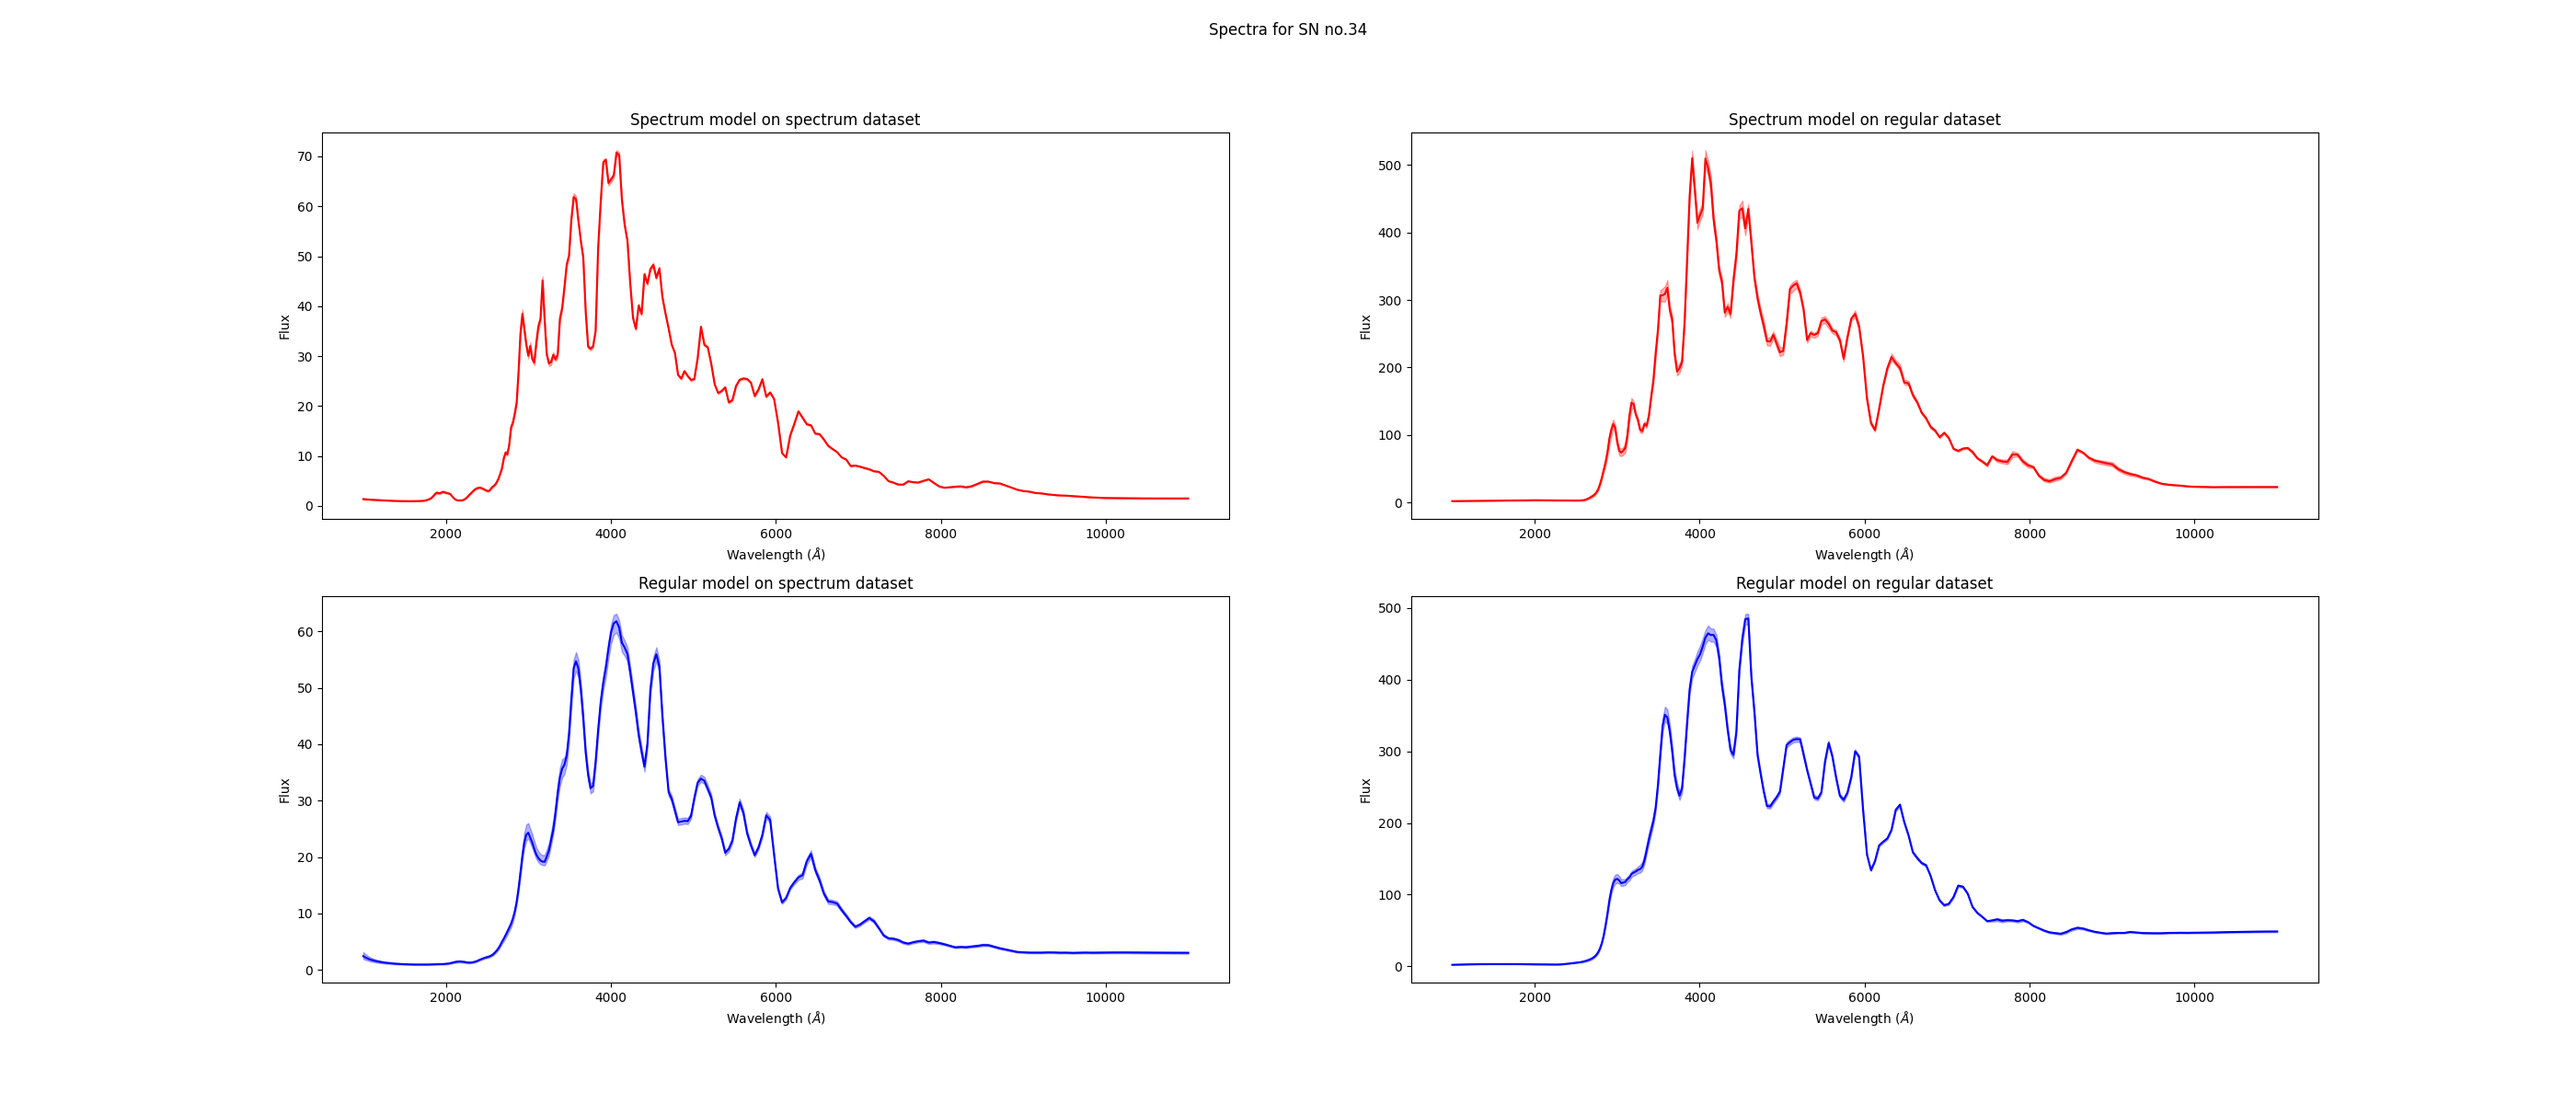 Spectra for SN no.34
Spectrum model on spectrum dataset
70
60
50
40
30
20
10
0
Flux
2000 4000 6000 8000 10000
Wavelength (Å)
Spectrum model on regular dataset
500
400
300
200
100
0
Flux
2000 4000 6000 8000 10000
Wavelength (Å)
Regular model on spectrum dataset
60
50
40
30
20
10
0
Flux
2000 4000 6000 8000 10000
Wavelength (Å)
Regular model on regular dataset
500
400
300
200
100
0
Flux
2000 4000 6000 8000 10000
Wavelength (Å)